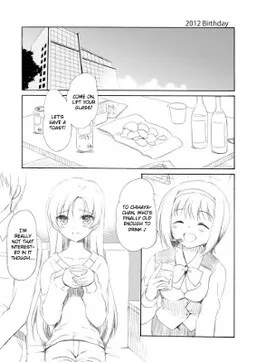 2012 Birthday
COME ON,
LIFT YOUR
GLASS!
LET'S
HAVE A
TOAST!
TO CHIHAYA-
CHAN, WHO'S
FINALLY
OLD
ENOUGH TO
DRINK ♪
I'M
REALLY
NOT THAT
INTEREST-
ED IN IT
THOUGH...